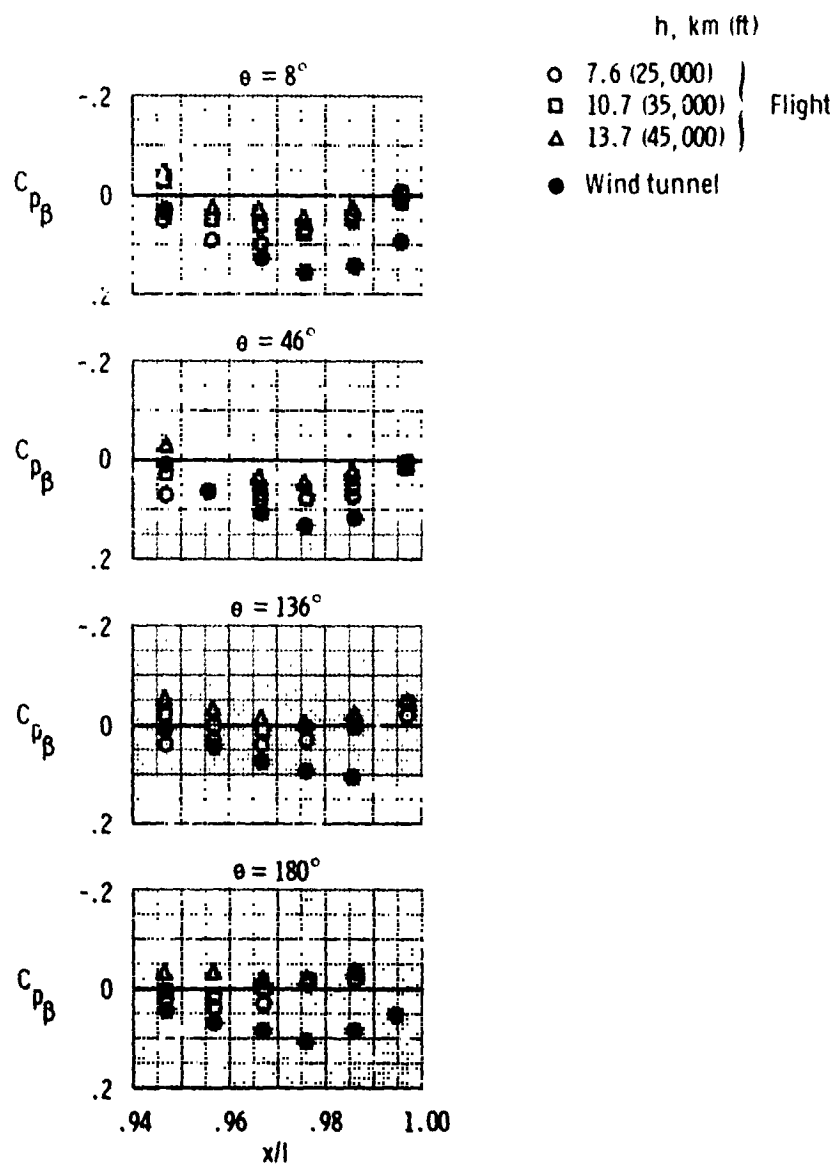 h, km (ft)
○ 7.6 (25,000)
□ 10.7 (35,000)
△ 13.7 (45,000)
Flight
● Wind tunnel
θ = 8°
-.2
C_pβ
0
.2
θ = 46°
-.2
C_pβ
0
.2
θ = 136°
-.2
C_pβ
0
.2
θ = 180°
-.2
C_pβ
0
.2
.94 .96 .98 1.00
x/l